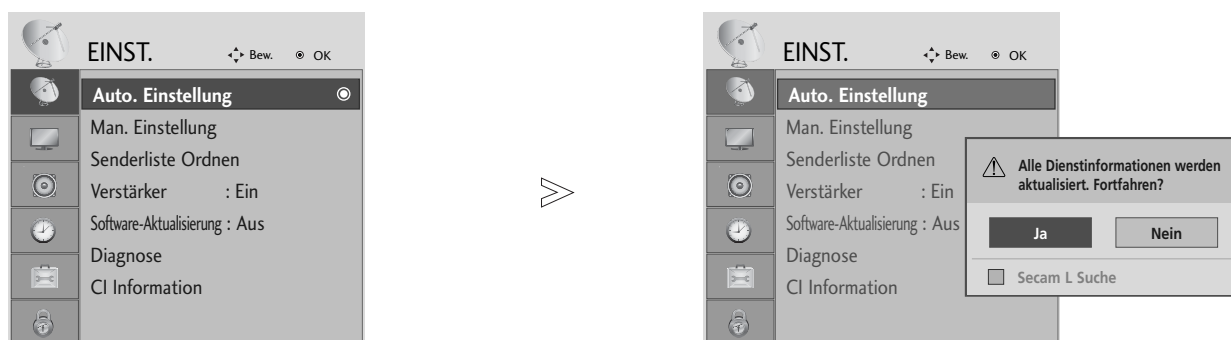 EINST. Bew. OK
Auto. Einstellung
Man. Einstellung
Senderliste Ordnen
Verstärker : Ein
Software-Aktualisierung : Aus
Diagnose
CI Information
EINST. Bew. OK
Auto. Einstellung
Man. Einstellung
Senderliste Ordnen
Verstärker : Ein
Software-Aktualisierung : Aus
Diagnose
CI Information
Alle Dienstinformationen werden
aktualisiert. Fortfahren?
Ja Nein
Secam L Suche